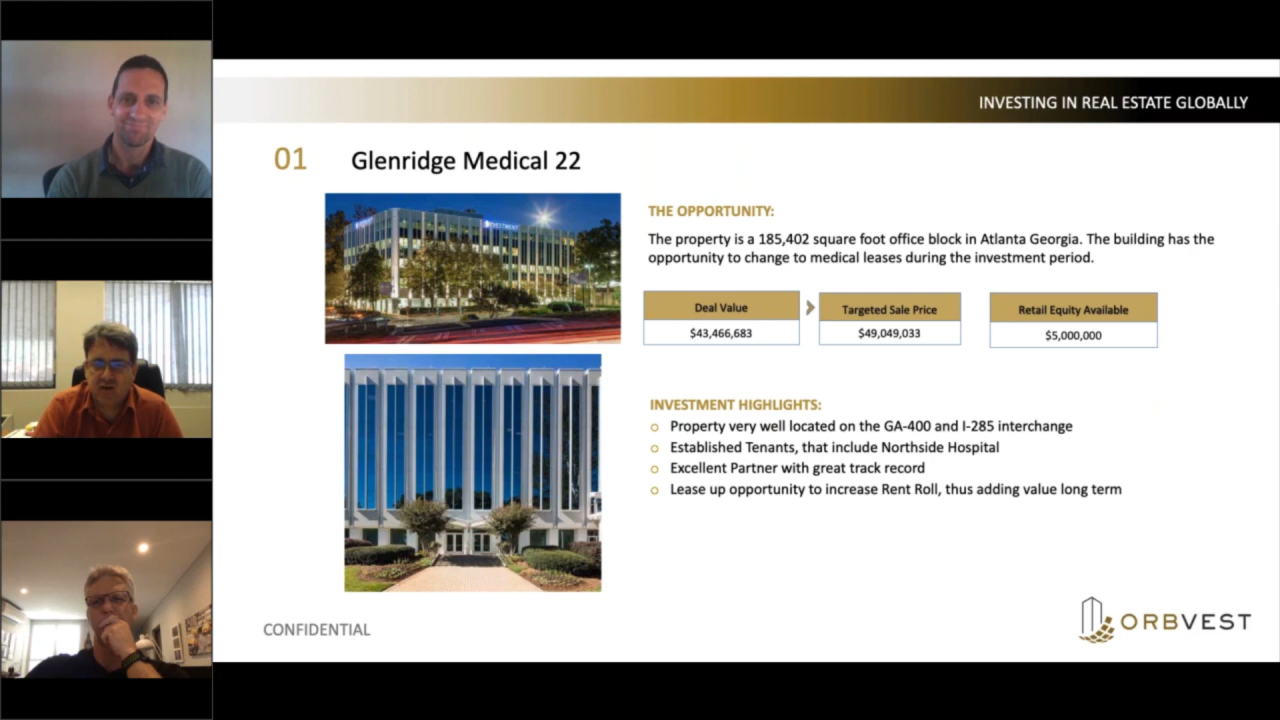 INVESTING IN REAL ESTATE GLOBALLY
01 Glenridge Medical 22
THE OPPORTUNITY:
The property is a 185,402 square foot office block in Atlanta Georgia. The building has the
opportunity to change to medical leases during the investment period.
Deal Value
$43,466,683
Targeted Sale Price
$49,049,033
Retail Equity Available
$5,000,000
INVESTMENT HIGHLIGHTS:
Property very well located on the GA-400 and I-285 interchange
Established Tenants, that include Northside Hospital
Excellent Partner with great track record
Lease up opportunity to increase Rent Roll, thus adding value long term
CONFIDENTIAL
ORBVEST